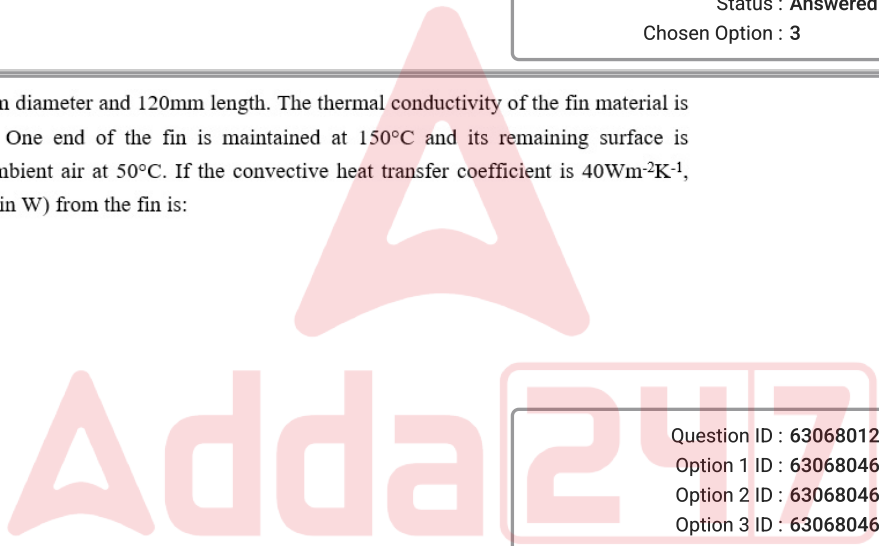 Status : Answered
Chosen Option : 3
diameter and 120mm length. The thermal conductivity of the fin material is
One end of the fin is maintained at 150°C and its remaining surface is
mbient air at 50°C. If the convective heat transfer coefficient is 40Wm-2K-1,
in W) from the fin is:
Adda247
Question ID : 63068012
Option 1 ID : 63068046
Option 2 ID : 63068046
Option 3 ID : 63068046